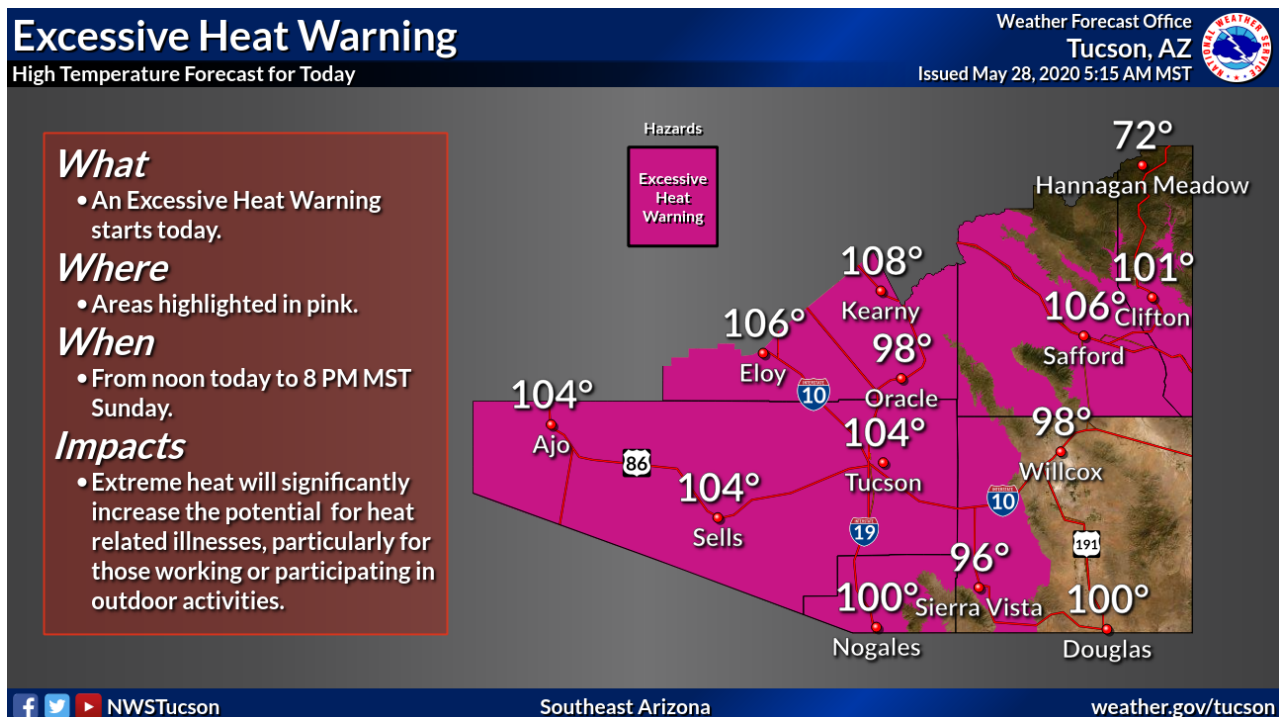 Excessive Heat Warning
High Temperature Forecast for Today
Weather Forecast Office
Tucson, AZ
Issued May 28, 2020 5:15 AM MST
NATIONAL WEATHER SERVICE
What
• An Excessive Heat Warning
starts today.
Where
• Areas highlighted in pink.
When
• From noon today to 8 PM MST
Sunday.
Impacts
• Extreme heat will significantly
increase the potential for heat
related illnesses, particularly for
those working or participating in
outdoor activities.
Hazards
Excessive
Heat
Warning
72°
Hannagan Meadow
108°
Kearny
101°
Clifton
106°
Safford
106°
Eloy
98°
Oracle
10
104°
Ajo
86
104°
Tucson
98°
Willcox
104°
Sells
INTERSTATE
10
INTERSTATE
19
191
96°
Sierra Vista
100°
Nogales
100°
Douglas
NWSTucson
Southeast Arizona
weather.gov/tucson